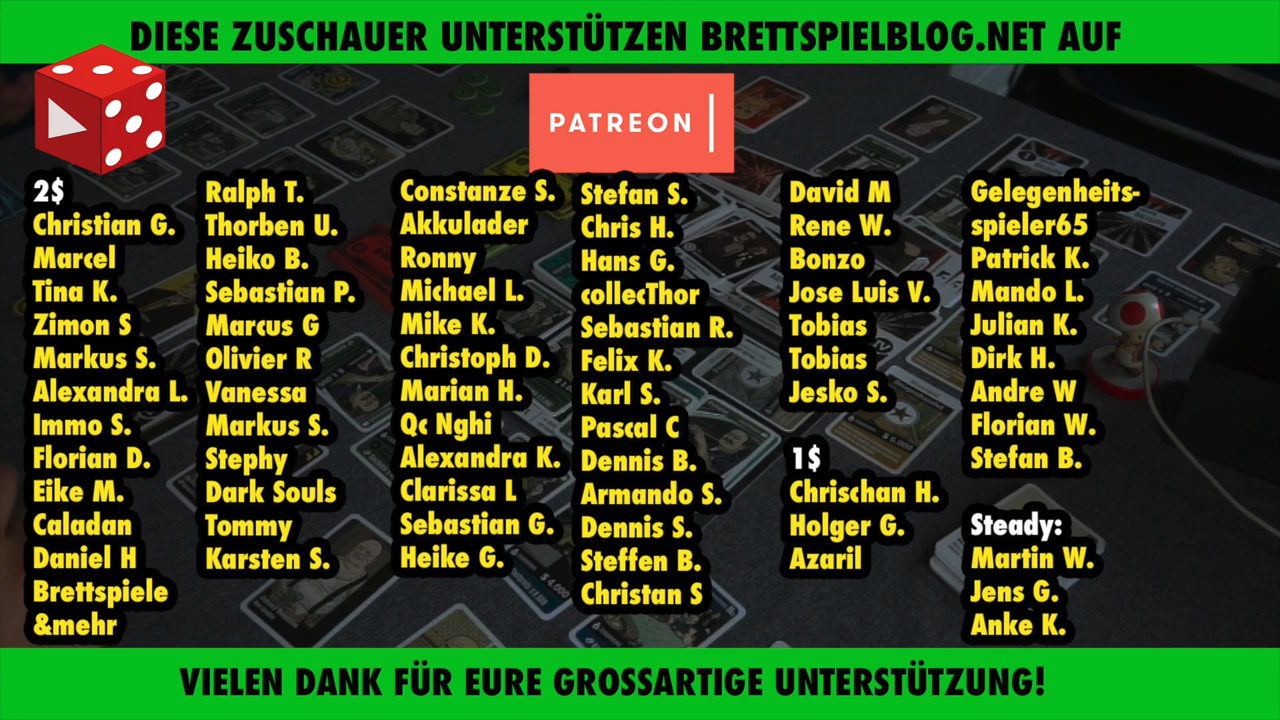 DIESE ZUSCHAUER UNTERSTÜTZEN BRETTSPIELBLOG.NET AUF
PATREON
2$
Christian G.
Marcel
Tina K.
Zimon S
Markus S.
Alexandra L.
Immo S.
Florian D.
Eike M.
Caladan
Daniel H
Brettspiele
&mehr
Ralph T.
Thorben U.
Heiko B.
Sebastian P.
Marcus G
Olivier R
Vanessa
Markus S.
Stephy
Dark Souls
Tommy
Karsten S.
Constanze S.
Akkulader
Ronny
Michael L.
Mike K.
Christoph D.
Marian H.
Qc Nghi
Alexandra K.
Clarissa L
Sebastian G.
Heike G.
Stefan S.
Chris H.
Hans G.
collecThor
Sebastian R.
Felix K.
Karl S.
Pascal C
Dennis B.
Armando S.
Dennis S.
Steffen B.
Christan S
David M
Rene W.
Bonzo
Jose Luis V.
Tobias
Tobias
Jesko S.
1$
Chrischan H.
Holger G.
Azaril
Gelegenheits-
spieler65
Patrick K.
Mando L.
Julian K.
Dirk H.
Andre W
Florian W.
Stefan B.
Steady:
Martin W.
Jens G.
Anke K.
$ 5.000
$ 4.000
VIELEN DANK FÜR EURE GROSSARTIGE UNTERSTÜTZUNG!